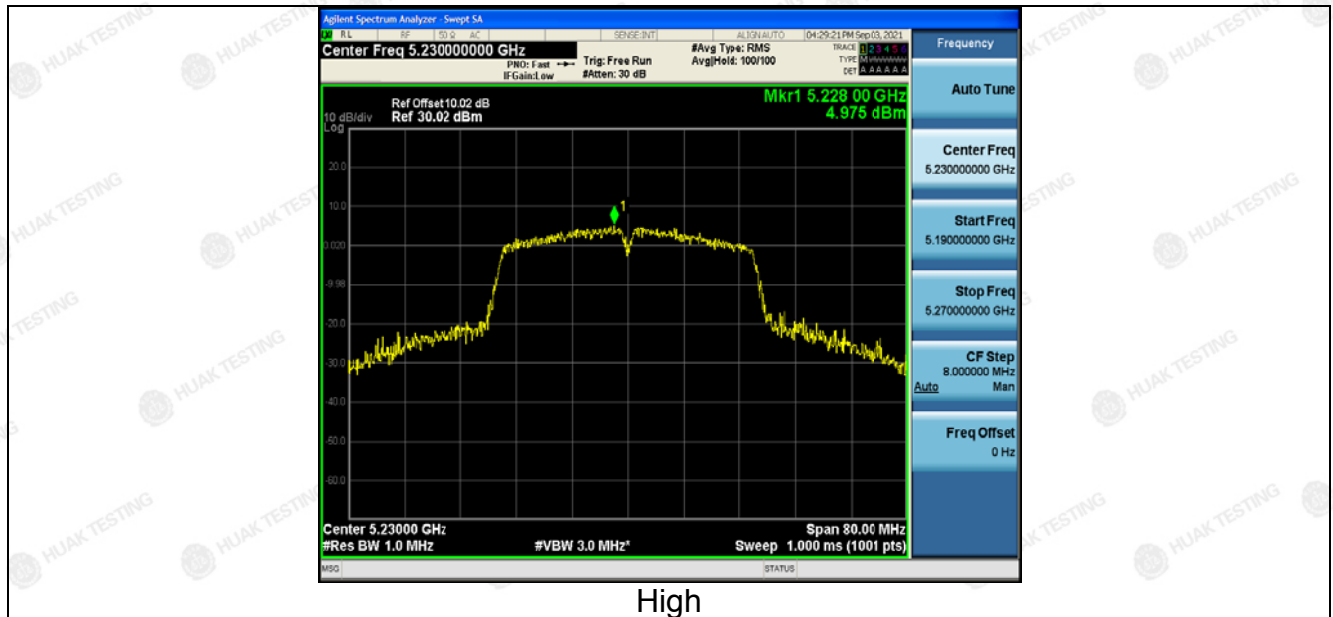 Agilent Spectrum Analyzer - Swept SA
RL RF 50 Ω AC SENSE:INT ALIGN AUTO 04:29:21 PM Sep 03, 2021
Center Freq 5.230000000 GHz
PNO: Fast
IFGain:Low
Trig: Free Run
#Atten: 30 dB
#Avg Type: RMS
Avg|Hold: 100/100
TRACE 1 2 3 4 5 6
TYPE M WWWWW
DET A A A A A A
Mkr1 5.228 00 GHz
4.975 dBm
Ref Offset 10.02 dB
10 dB/div Ref 30.02 dBm
Log
20.0
10.0
0.020
-9.98
-20.0
-30.0
-40.0
-50.0
-60.0
1
Center 5.23000 GHz Span 80.00 MHz
#Res BW 1.0 MHz #VBW 3.0 MHz* Sweep 1.000 ms (1001 pts)
MSG STATUS
Frequency
Auto Tune
Center Freq
5.230000000 GHz
Start Freq
5.190000000 GHz
Stop Freq
5.270000000 GHz
CF Step
8.000000 MHz
Auto Man
Freq Offset
0 Hz
High
HUAK TESTING